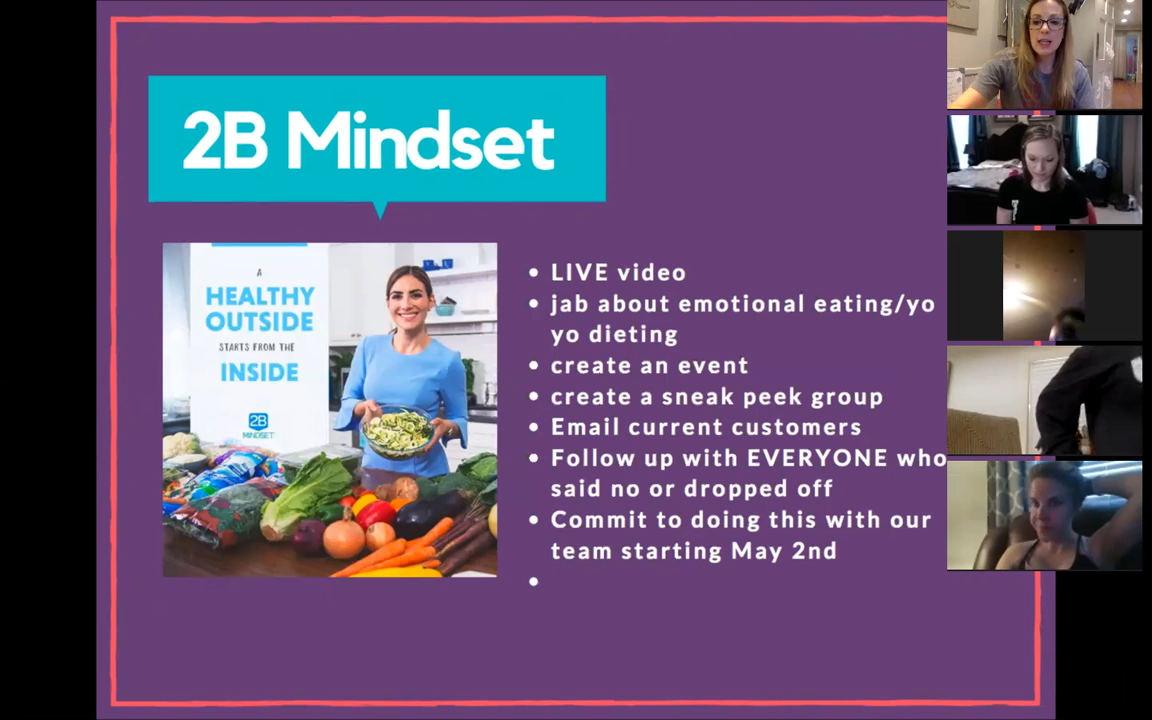 2B Mindset
A
HEALTHY
OUTSIDE
STARTS FROM THE
INSIDE
2B
MINDSET
• LIVE video
• jab about emotional eating/yo
yo dieting
• create an event
• create a sneak peek group
• Email current customers
• Follow up with EVERYONE who
said no or dropped off
• Commit to doing this with our
team starting May 2nd
•